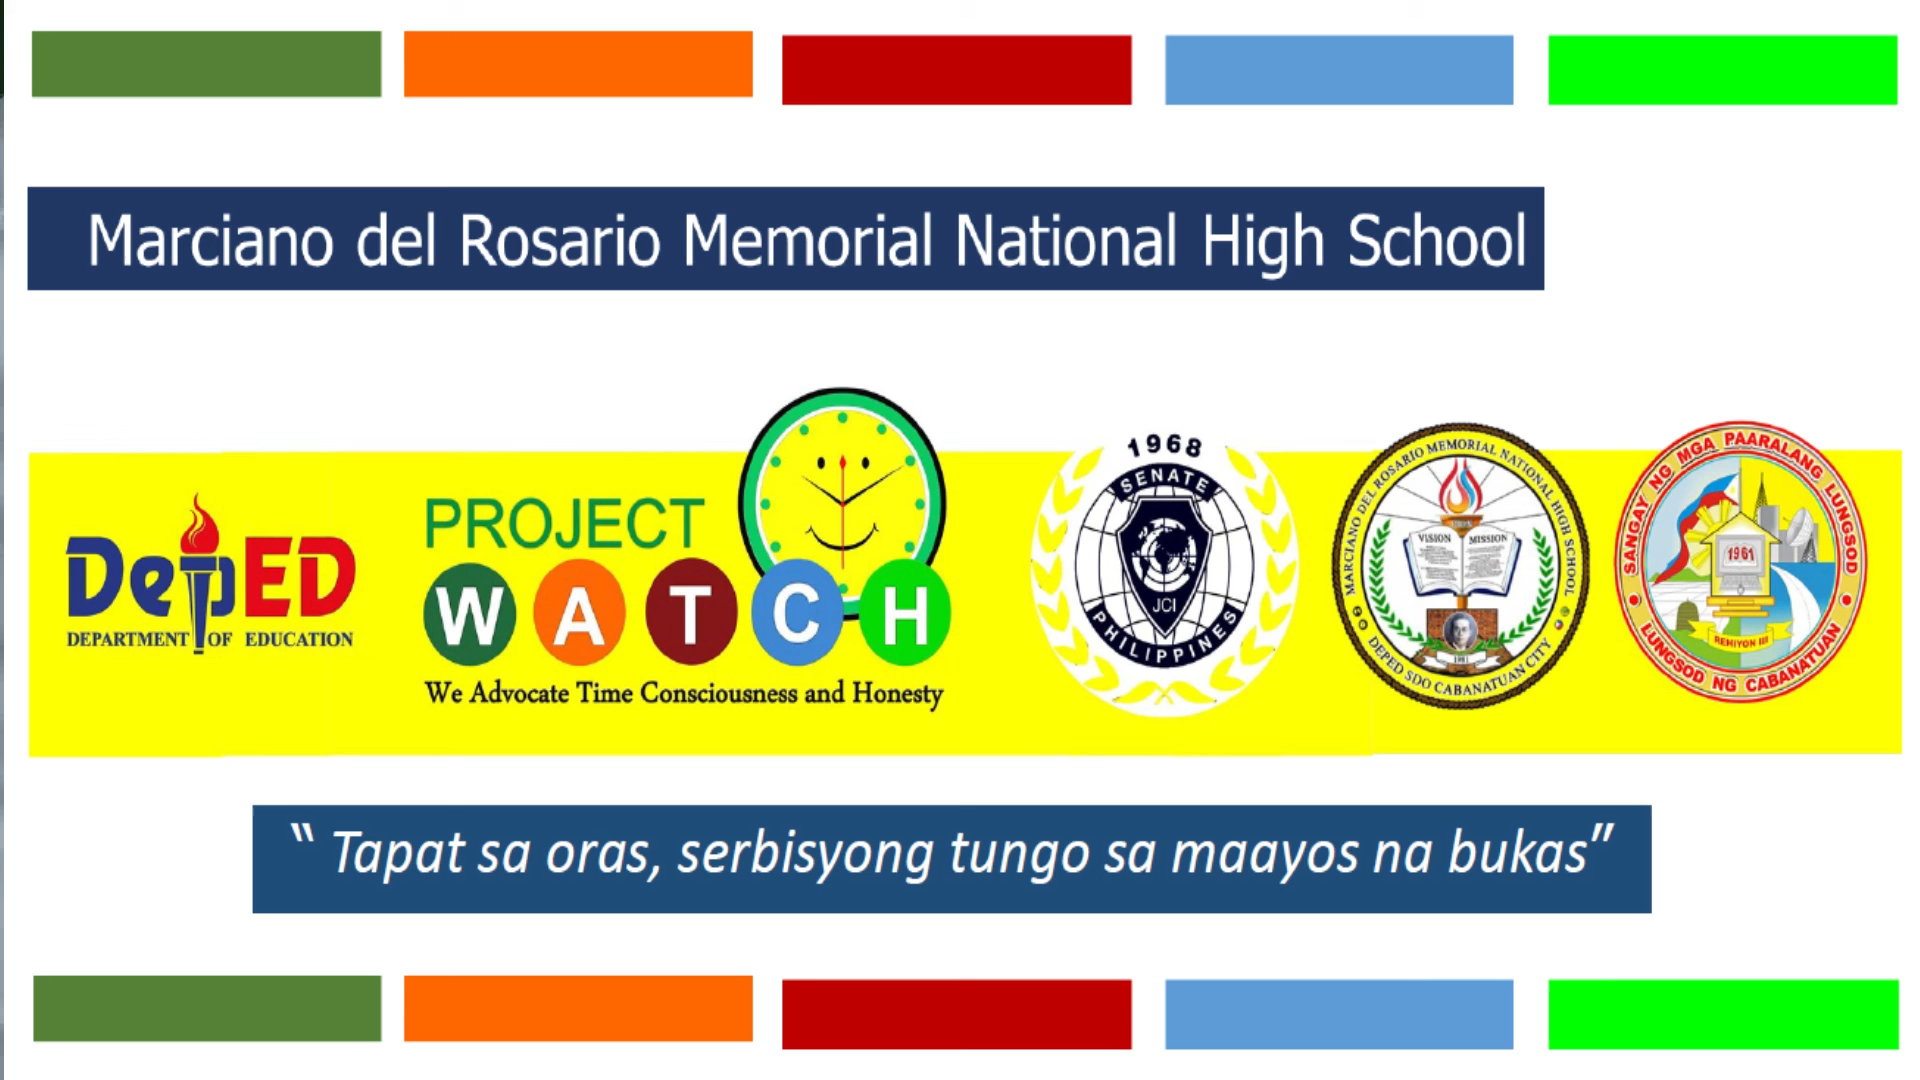 Marciano del Rosario Memorial National High School
DepED
DEPARTMENT OF EDUCATION
PROJECT
WATCH
We Advocate Time Consciousness and Honesty
1968
SENATE
JCI
PHILIPPINES
MARCIANO DEL ROSARIO MEMORIAL NATIONAL HIGH SCHOOL
VISION MISSION
1981
DEPED SDO CABANATUAN CITY
SANGAY NG MGA PAARALANG LUNGSOD
1961
REHIYON III
LUNGSOD NG CABANATUAN
“ Tapat sa oras, serbisyong tungo sa maayos na bukas”